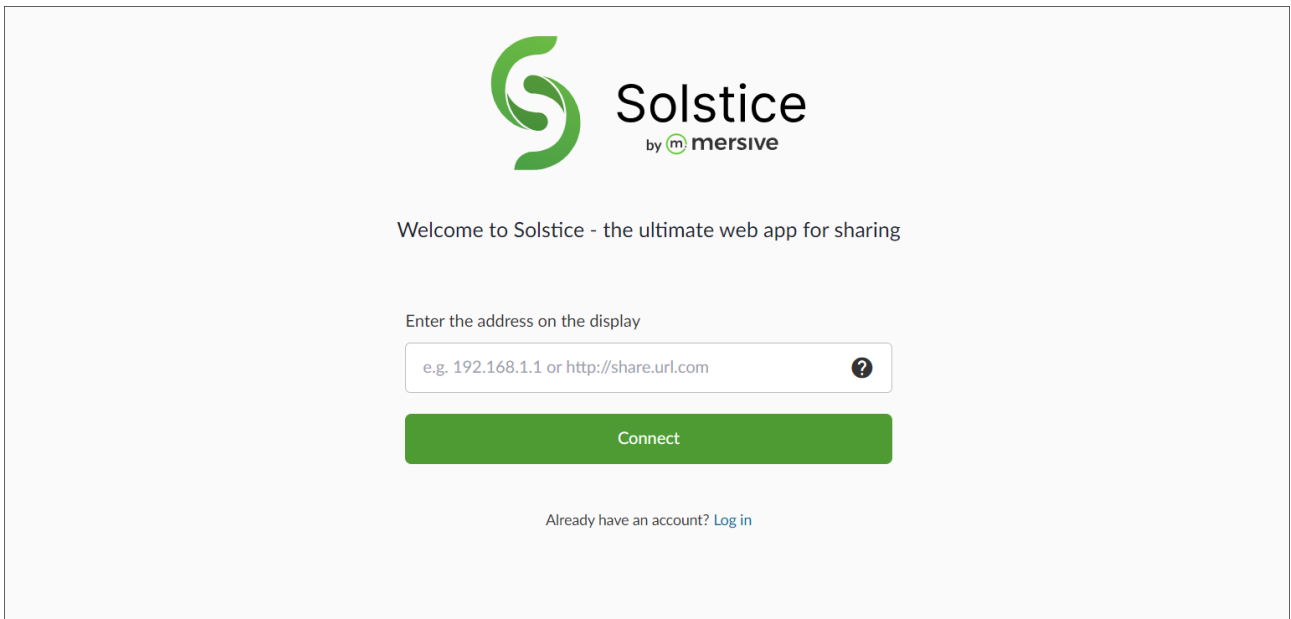 Solstice
by m mersive
Welcome to Solstice - the ultimate web app for sharing
Enter the address on the display
e.g. 192.168.1.1 or http://share.url.com
?
Connect
Already have an account? Log in